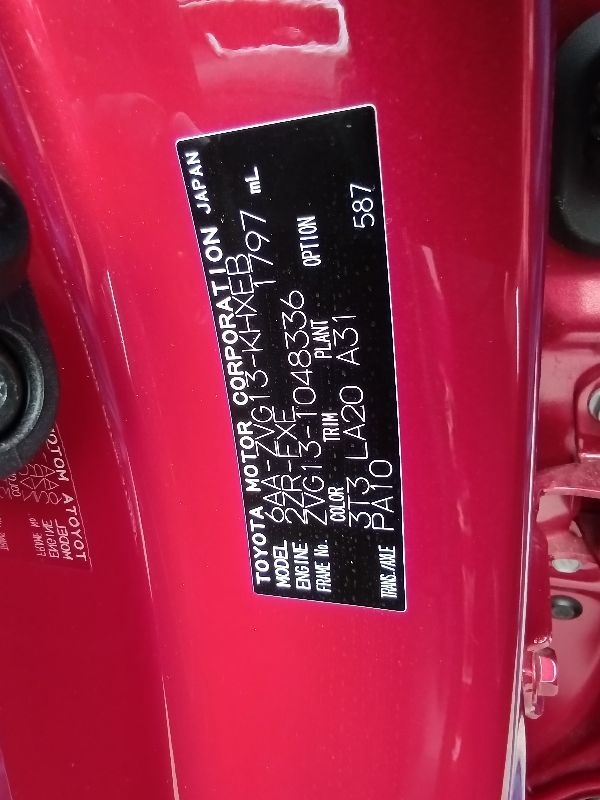 TOYOTA MOTOR CORPORATION JAPAN
MODEL 6AA-ZVG13-KHXEB
ENGINE 2ZR-FXE 1797 mL
FRAME No. ZVG13-1048336
COLOR TRIM PLANT OPTION
3T3 LA20 A31 587
TRANS./AXLE PA10